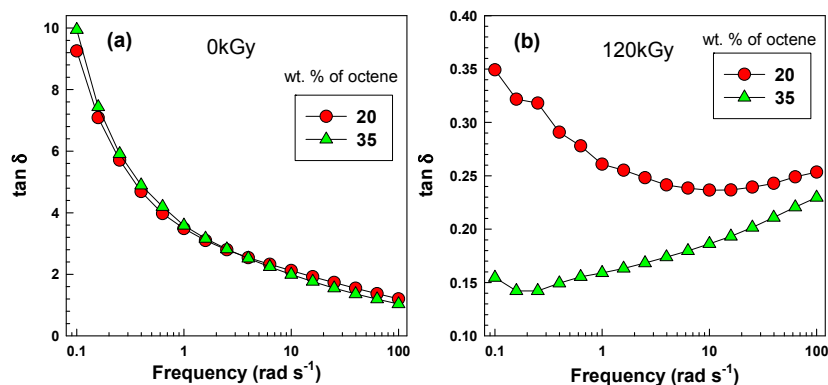 (a)
0kGy
wt. % of octene
20
35
tan δ
10
8
6
4
2
0
0.1
1
10
100
Frequency (rad s⁻¹)
(b)
120kGy
wt. % of octene
20
35
tan δ
0.40
0.35
0.30
0.25
0.20
0.15
0.10
0.1
1
10
100
Frequency (rad s⁻¹)